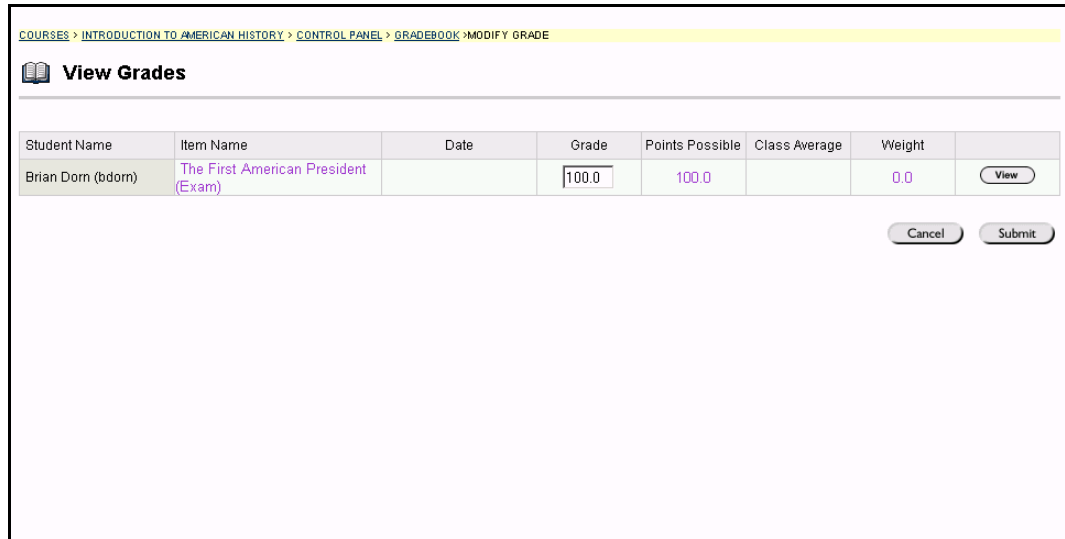 COURSES > INTRODUCTION TO AMERICAN HISTORY > CONTROL PANEL > GRADEBOOK >MODIFY GRADE
View Grades
Student Name Item Name Date Grade Points Possible Class Average Weight
Brian Dorn (bdorn) The First American President (Exam) 100.0 100.0 0.0 View
Cancel Submit